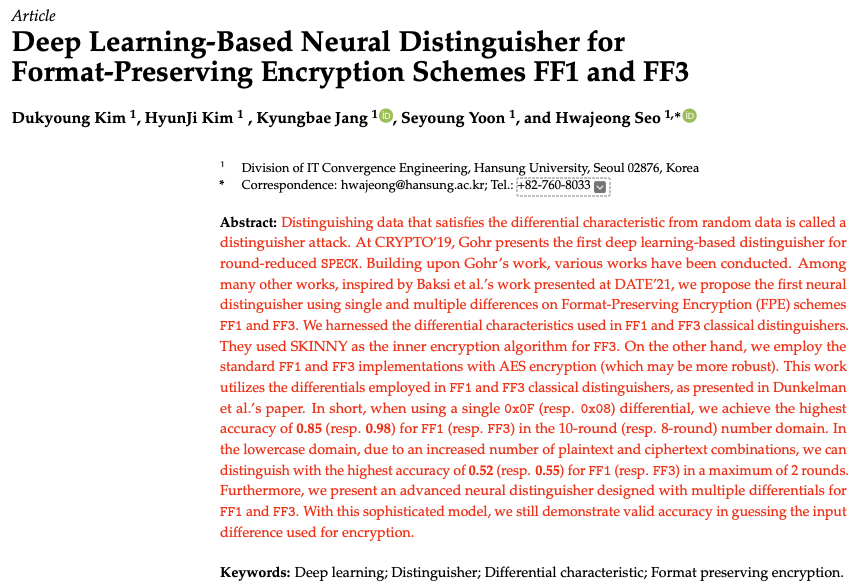 Article
Deep Learning-Based Neural Distinguisher for
Format-Preserving Encryption Schemes FF1 and FF3
Dukyoung Kim 1, HyunJi Kim 1 , Kyungbae Jang 1 iD, Seyoung Yoon 1, and Hwajeong Seo 1,* iD
1 Division of IT Convergence Engineering, Hansung University, Seoul 02876, Korea
* Correspondence: hwajeong@hansung.ac.kr; Tel.: +82-760-8033
Abstract: Distinguishing data that satisfies the differential characteristic from random data is called a
distinguisher attack. At CRYPTO'19, Gohr presents the first deep learning-based distinguisher for
round-reduced SPECK. Building upon Gohr's work, various works have been conducted. Among
many other works, inspired by Baksi et al.'s work presented at DATE'21, we propose the first neural
distinguisher using single and multiple differences on Format-Preserving Encryption (FPE) schemes
FF1 and FF3. We harnessed the differential characteristics used in FF1 and FF3 classical distinguishers.
They used SKINNY as the inner encryption algorithm for FF3. On the other hand, we employ the
standard FF1 and FF3 implementations with AES encryption (which may be more robust). This work
utilizes the differentials employed in FF1 and FF3 classical distinguishers, as presented in Dunkelman
et al.'s paper. In short, when using a single 0x0F (resp. 0x08) differential, we achieve the highest
accuracy of 0.85 (resp. 0.98) for FF1 (resp. FF3) in the 10-round (resp. 8-round) number domain. In
the lowercase domain, due to an increased number of plaintext and ciphertext combinations, we can
distinguish with the highest accuracy of 0.52 (resp. 0.55) for FF1 (resp. FF3) in a maximum of 2 rounds.
Furthermore, we present an advanced neural distinguisher designed with multiple differentials for
FF1 and FF3. With this sophisticated model, we still demonstrate valid accuracy in guessing the input
difference used for encryption.
Keywords: Deep learning; Distinguisher; Differential characteristic; Format preserving encryption.